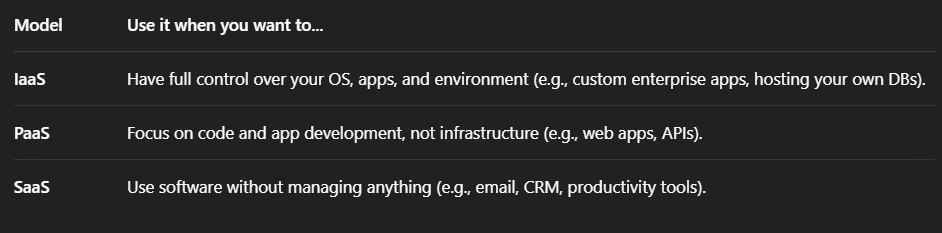 Model Use it when you want to...
IaaS Have full control over your OS, apps, and environment (e.g., custom enterprise apps, hosting your own DBs).
PaaS Focus on code and app development, not infrastructure (e.g., web apps, APIs).
SaaS Use software without managing anything (e.g., email, CRM, productivity tools).